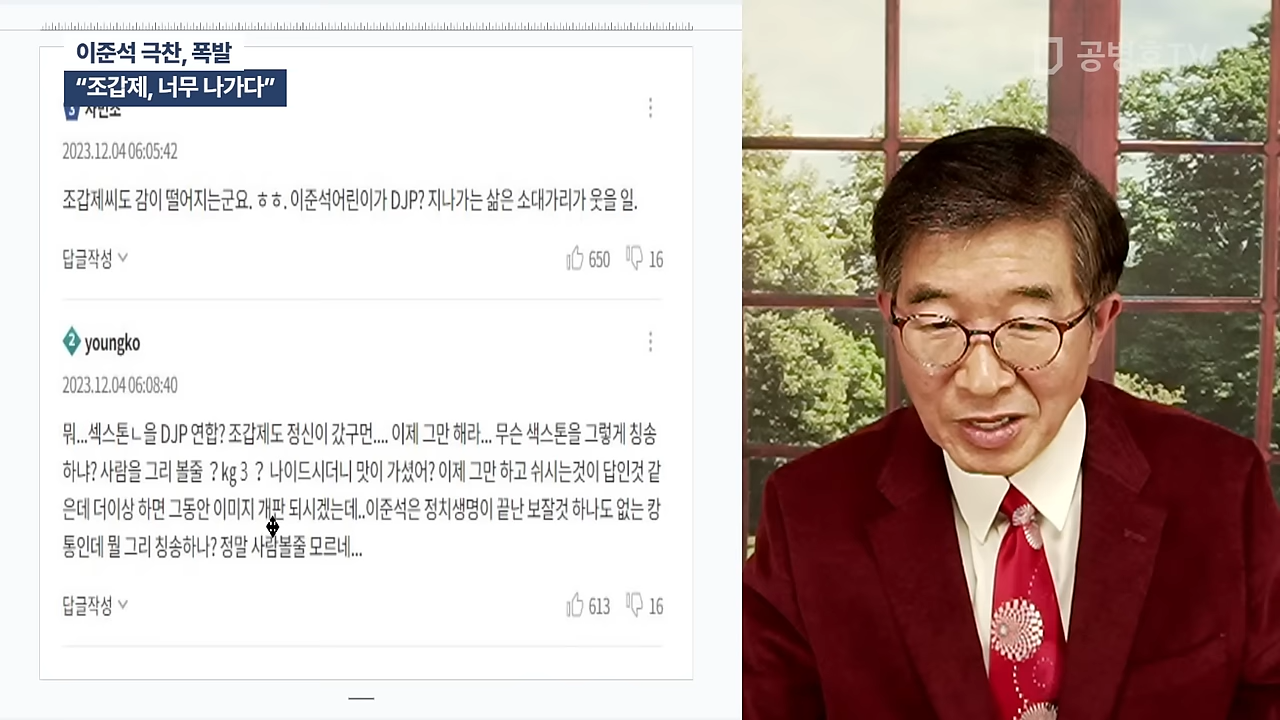 이준석 극찬, 폭발
“조갑제, 너무 나가다”
공병호TV
3
2023.12.04 06:05:42
조갑제씨도 감이 떨어지는군요. ㅎㅎ. 이준석어린이가 DJP? 지나가는 삶은 소대가리가 웃을 일.
답글작성
650
16
2 youngko
2023.12.04 06:08:40
뭐...섹스톤ㄴ을 DJP 연합? 조갑제도 정신이 갔구먼.... 이제 그만 해라... 무슨 색스톤을 그렇게 칭송
하냐? 사람을 그리 볼줄 ？kg 3 ？ 나이드시더니 맛이 가셨어? 이제 그만 하고 쉬시는것이 답인것 같
은데 더이상 하면 그동안 이미지 개판 되시겠는데..이준석은 정치생명이 끝난 보잘것 하나도 없는 캉
통인데 뭘 그리 칭송하나? 정말 사람볼줄 모르네...
답글작성
613
16